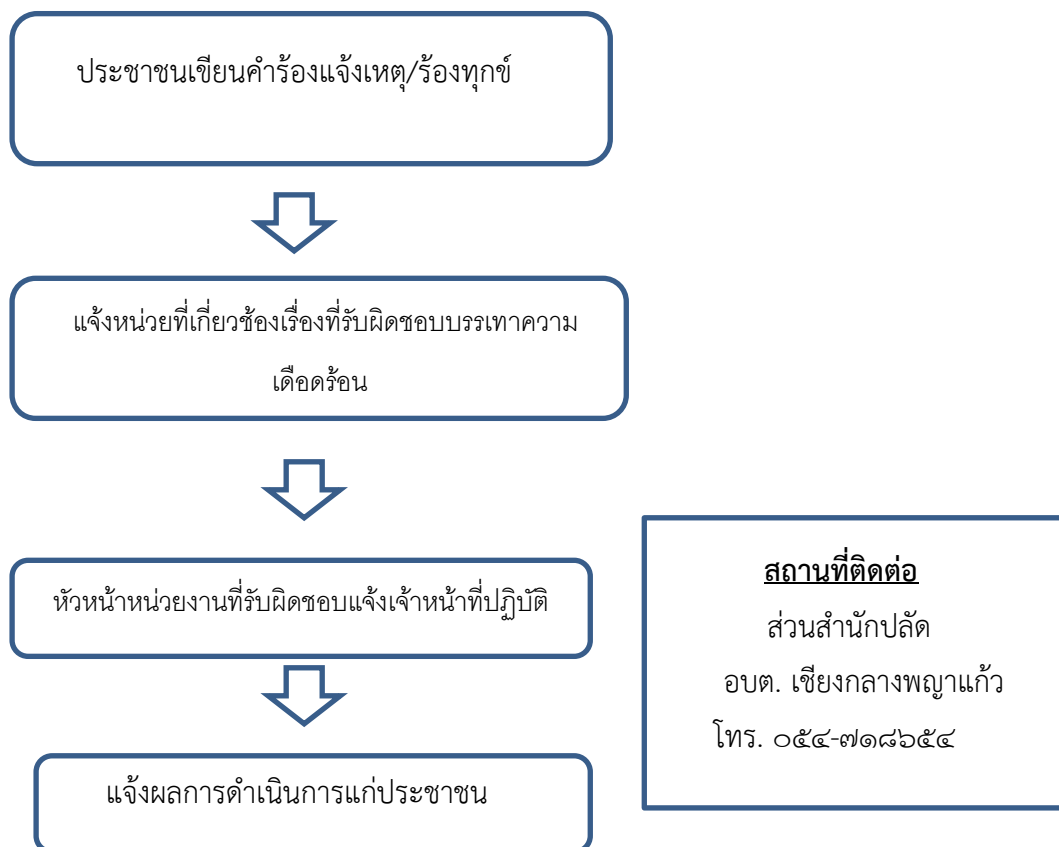 ประชาชนเขียนคำร้องแจ้งเหตุ/ร้องทุกข์
แจ้งหน่วยที่เกี่ยวช้องเรื่องที่รับผิดชอบบรรเทาความ
เดือดร้อน
หัวหน้าหน่วยงานที่รับผิดชอบแจ้งเจ้าหน้าที่ปฏิบัติ
แจ้งผลการดำเนินการแก่ประชาชน
สถานที่ติดต่อ
ส่วนสำนักปลัด
อบต. เชียงกลางพญาแก้ว
โทร. ๐๕๔-๗๑๘๖๕๔